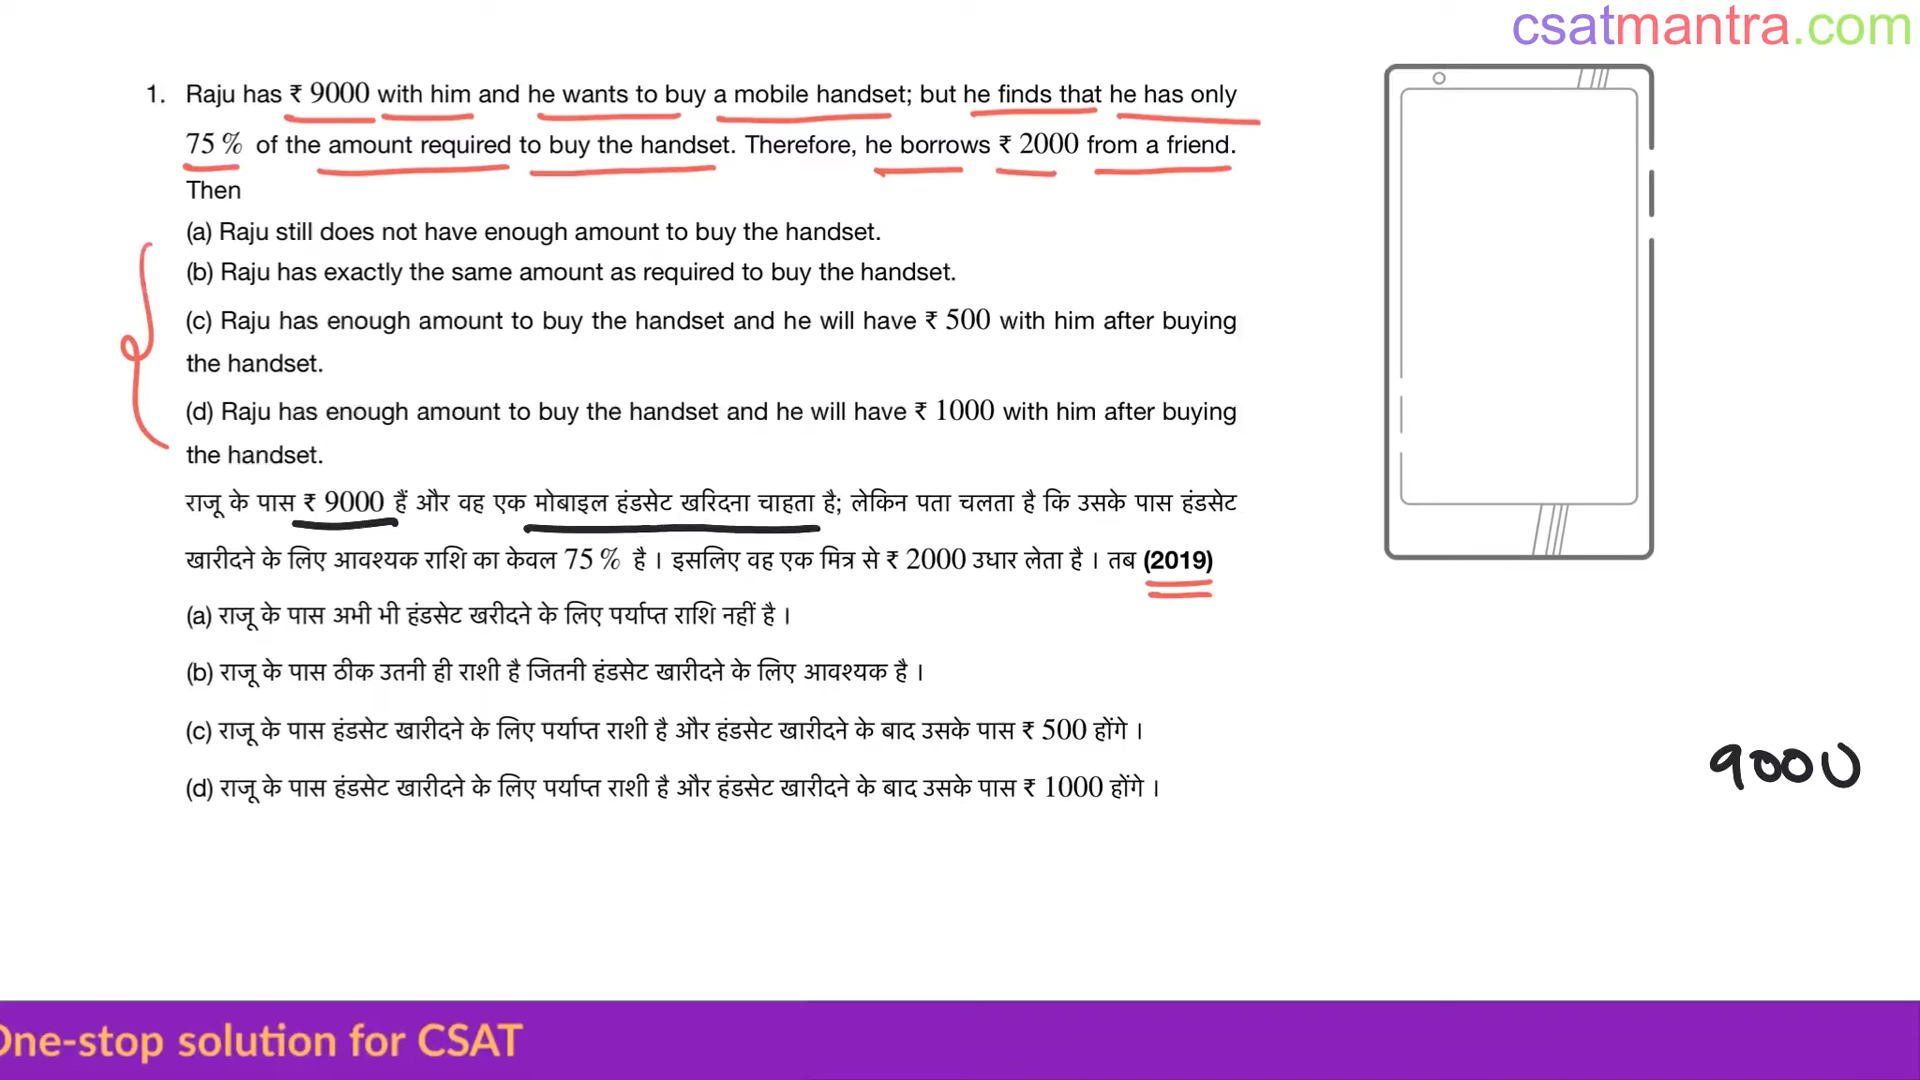 csatmantra.com
1. Raju has ₹ 9000 with him and he wants to buy a mobile handset; but he finds that he has only
75 % of the amount required to buy the handset. Therefore, he borrows ₹ 2000 from a friend.
Then
(a) Raju still does not have enough amount to buy the handset.
(b) Raju has exactly the same amount as required to buy the handset.
(c) Raju has enough amount to buy the handset and he will have ₹ 500 with him after buying
the handset.
(d) Raju has enough amount to buy the handset and he will have ₹ 1000 with him after buying
the handset.
राजू के पास ₹ 9000 हैं और वह एक मोबाइल हंडसेट खरिदना चाहता है; लेकिन पता चलता है कि उसके पास हंडसेट
खारीदने के लिए आवश्यक राशि का केवल 75 % है । इसलिए वह एक मित्र से ₹ 2000 उधार लेता है । तब (2019)
(a) राजू के पास अभी भी हंडसेट खरीदने के लिए पर्याप्त राशि नहीं है ।
(b) राजू के पास ठीक उतनी ही राशी है जितनी हंडसेट खारीदने के लिए आवश्यक है ।
(c) राजू के पास हंडसेट खारीदने के लिए पर्याप्त राशी है और हंडसेट खारीदने के बाद उसके पास ₹ 500 होंगे ।
9000
(d) राजू के पास हंडसेट खारीदने के लिए पर्याप्त राशी है और हंडसेट खारीदने के बाद उसके पास ₹ 1000 होंगे ।
One-stop solution for CSAT